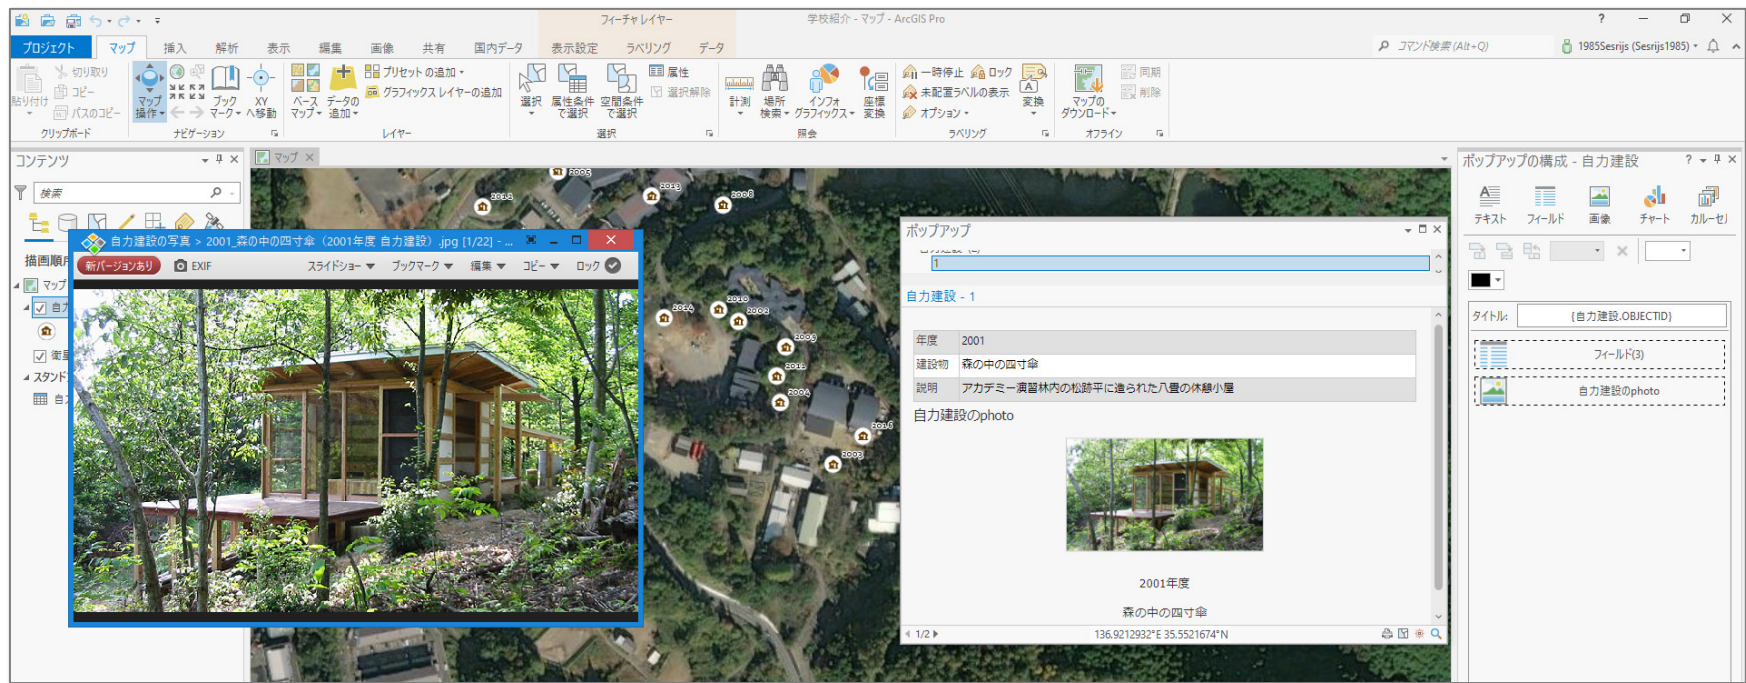 フィーチャ レイヤー
学校紹介 - マップ - ArcGIS Pro
プロジェクト マップ 挿入 解析 表示 編集 画像 共有 国内データ 表示設定 ラベリング データ
コマンド検索 (Alt+Q)
1985Sesrijs (Sesrijs1985)
貼り付け
切り取り
コピー
パスのコピー
クリップボード
マップ
操作
ブック
マーク
XY
へ移動
ナビゲーション
ベース
マップ
データの
追加
プリセット の追加
グラフィックス レイヤーの追加
レイヤー
選択
属性条件
で選択
空間条件
で選択
属性
選択解除
選択
計測
場所
検索
インフォ
グラフィックス
座標
変換
照会
一時停止 ロック
未配置ラベルの表示
オプション
変換
ラベリング
マップの
ダウンロード
同期
削除
オフライン
コンテンツ
検索
描画順
マップ
自力
衛星
スタンド
マップ
2005
2012
2013
2008
2014
2010
2002
2009
2011
2004
2016
2003
自力建設の写真 > 2001_森の中の四寸傘（2001年度 自力建設）.jpg [1/22] - ...
新バージョンあり EXIF スライドショー ブックマーク 編集 コピー ロック
ポップアップ
1
自力建設 - 1
年度 2001
建設物 森の中の四寸傘
説明 アカデミー演習林内の松跡平に造られた八畳の休憩小屋
自力建設のphoto
2001年度
森の中の四寸傘
1/2
136.9212932°E 35.5521674°N
ポップアップの構成 - 自力建設
テキスト フィールド 画像 チャート カルーセル
タイトル: {自力建設.OBJECTID}
フィールド(3)
自力建設のphoto